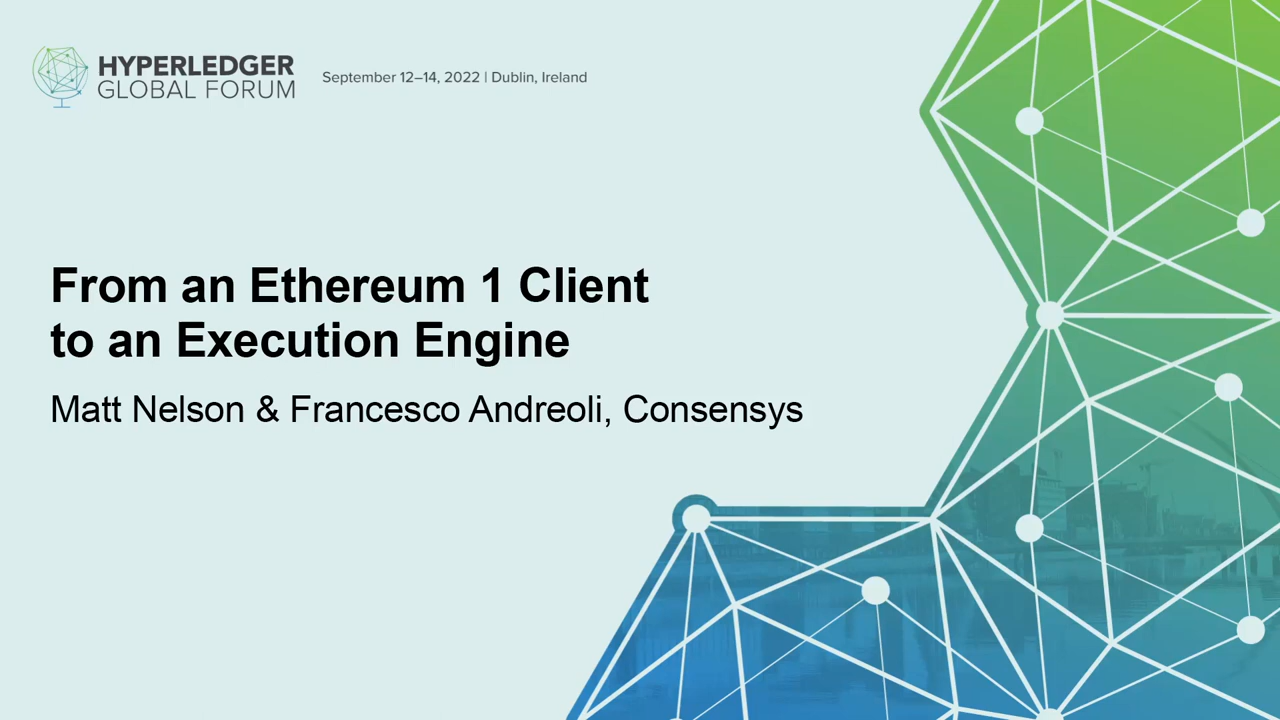 HYPERLEDGER
GLOBAL FORUM
September 12–14, 2022 | Dublin, Ireland
From an Ethereum 1 Client
to an Execution Engine
Matt Nelson & Francesco Andreoli, Consensys